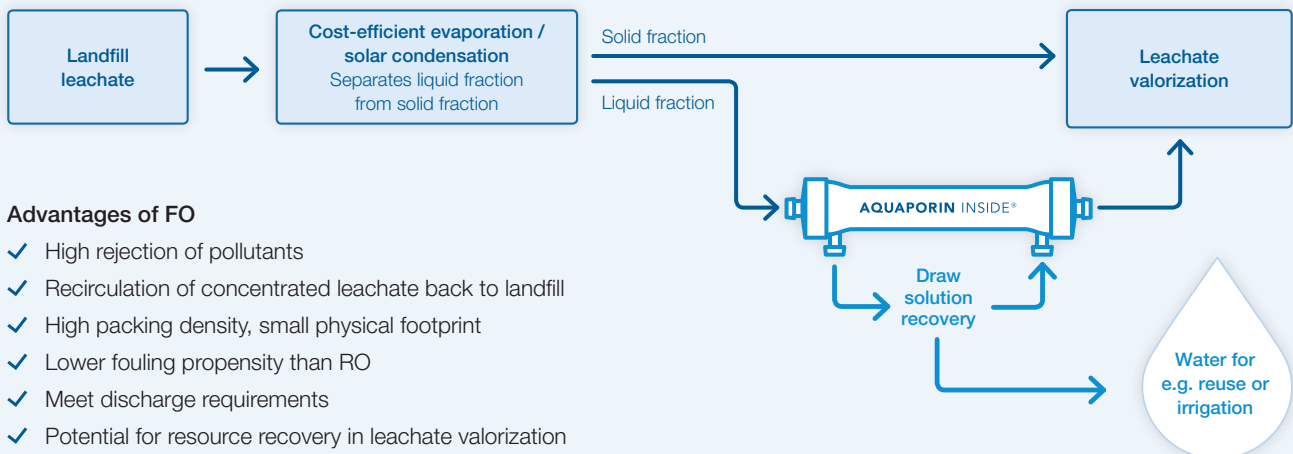 Landfill
leachate
Cost-efficient evaporation /
solar condensation
Separates liquid fraction
from solid fraction
Solid fraction
Liquid fraction
Leachate
valorization
AQUAPORIN INSIDE®
Draw
solution
recovery
Water for
e.g. reuse or
irrigation
Advantages of FO
✓ High rejection of pollutants
✓ Recirculation of concentrated leachate back to landfill
✓ High packing density, small physical footprint
✓ Lower fouling propensity than RO
✓ Meet discharge requirements
✓ Potential for resource recovery in leachate valorization